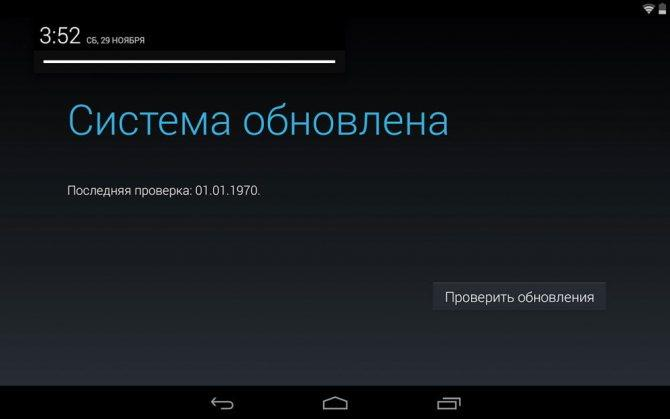 3:52 СБ, 29 НОЯБРЯ
Система обновлена
Последняя проверка: 01.01.1970.
Проверить обновления